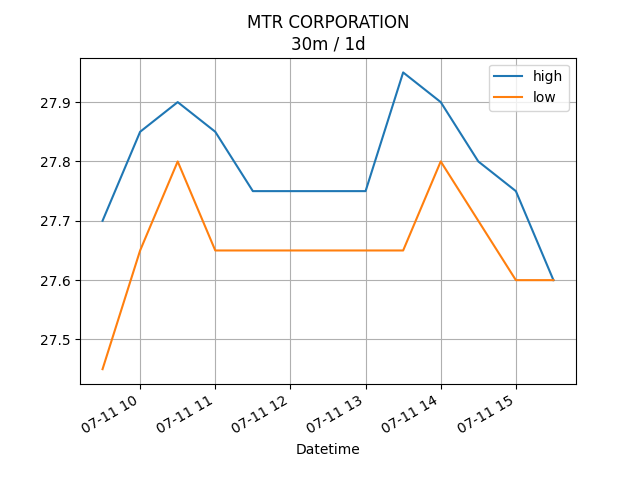 MTR CORPORATION
30m / 1d
high
low
27.9
27.8
27.7
27.6
27.5
07-11 10
07-11 11
07-11 12
07-11 13
07-11 14
07-11 15
Datetime